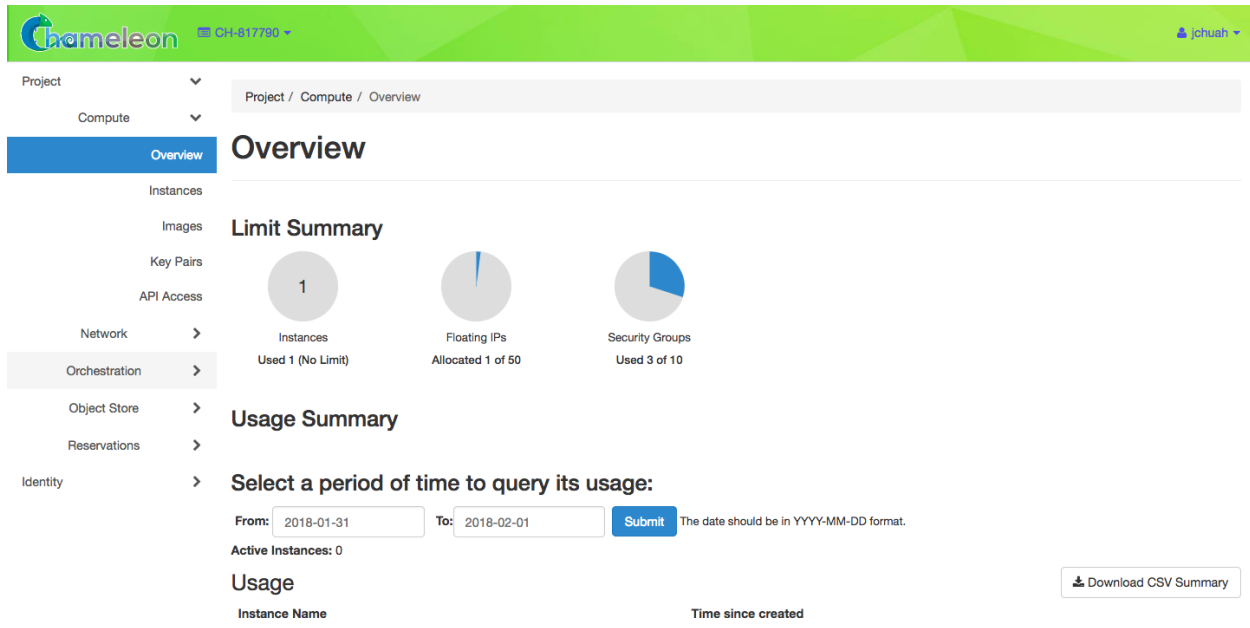 Chameleon CH-817790 jchuah
Project
Compute
Overview
Instances
Images
Key Pairs
API Access
Network
Orchestration
Object Store
Reservations
Identity
Project / Compute / Overview
Overview
Limit Summary
1
Instances Floating IPs Security Groups
Used 1 (No Limit) Allocated 1 of 50 Used 3 of 10
Usage Summary
Select a period of time to query its usage:
From: 2018-01-31 To: 2018-02-01 Submit The date should be in YYYY-MM-DD format.
Active Instances: 0
Usage Download CSV Summary
Instance Name Time since created